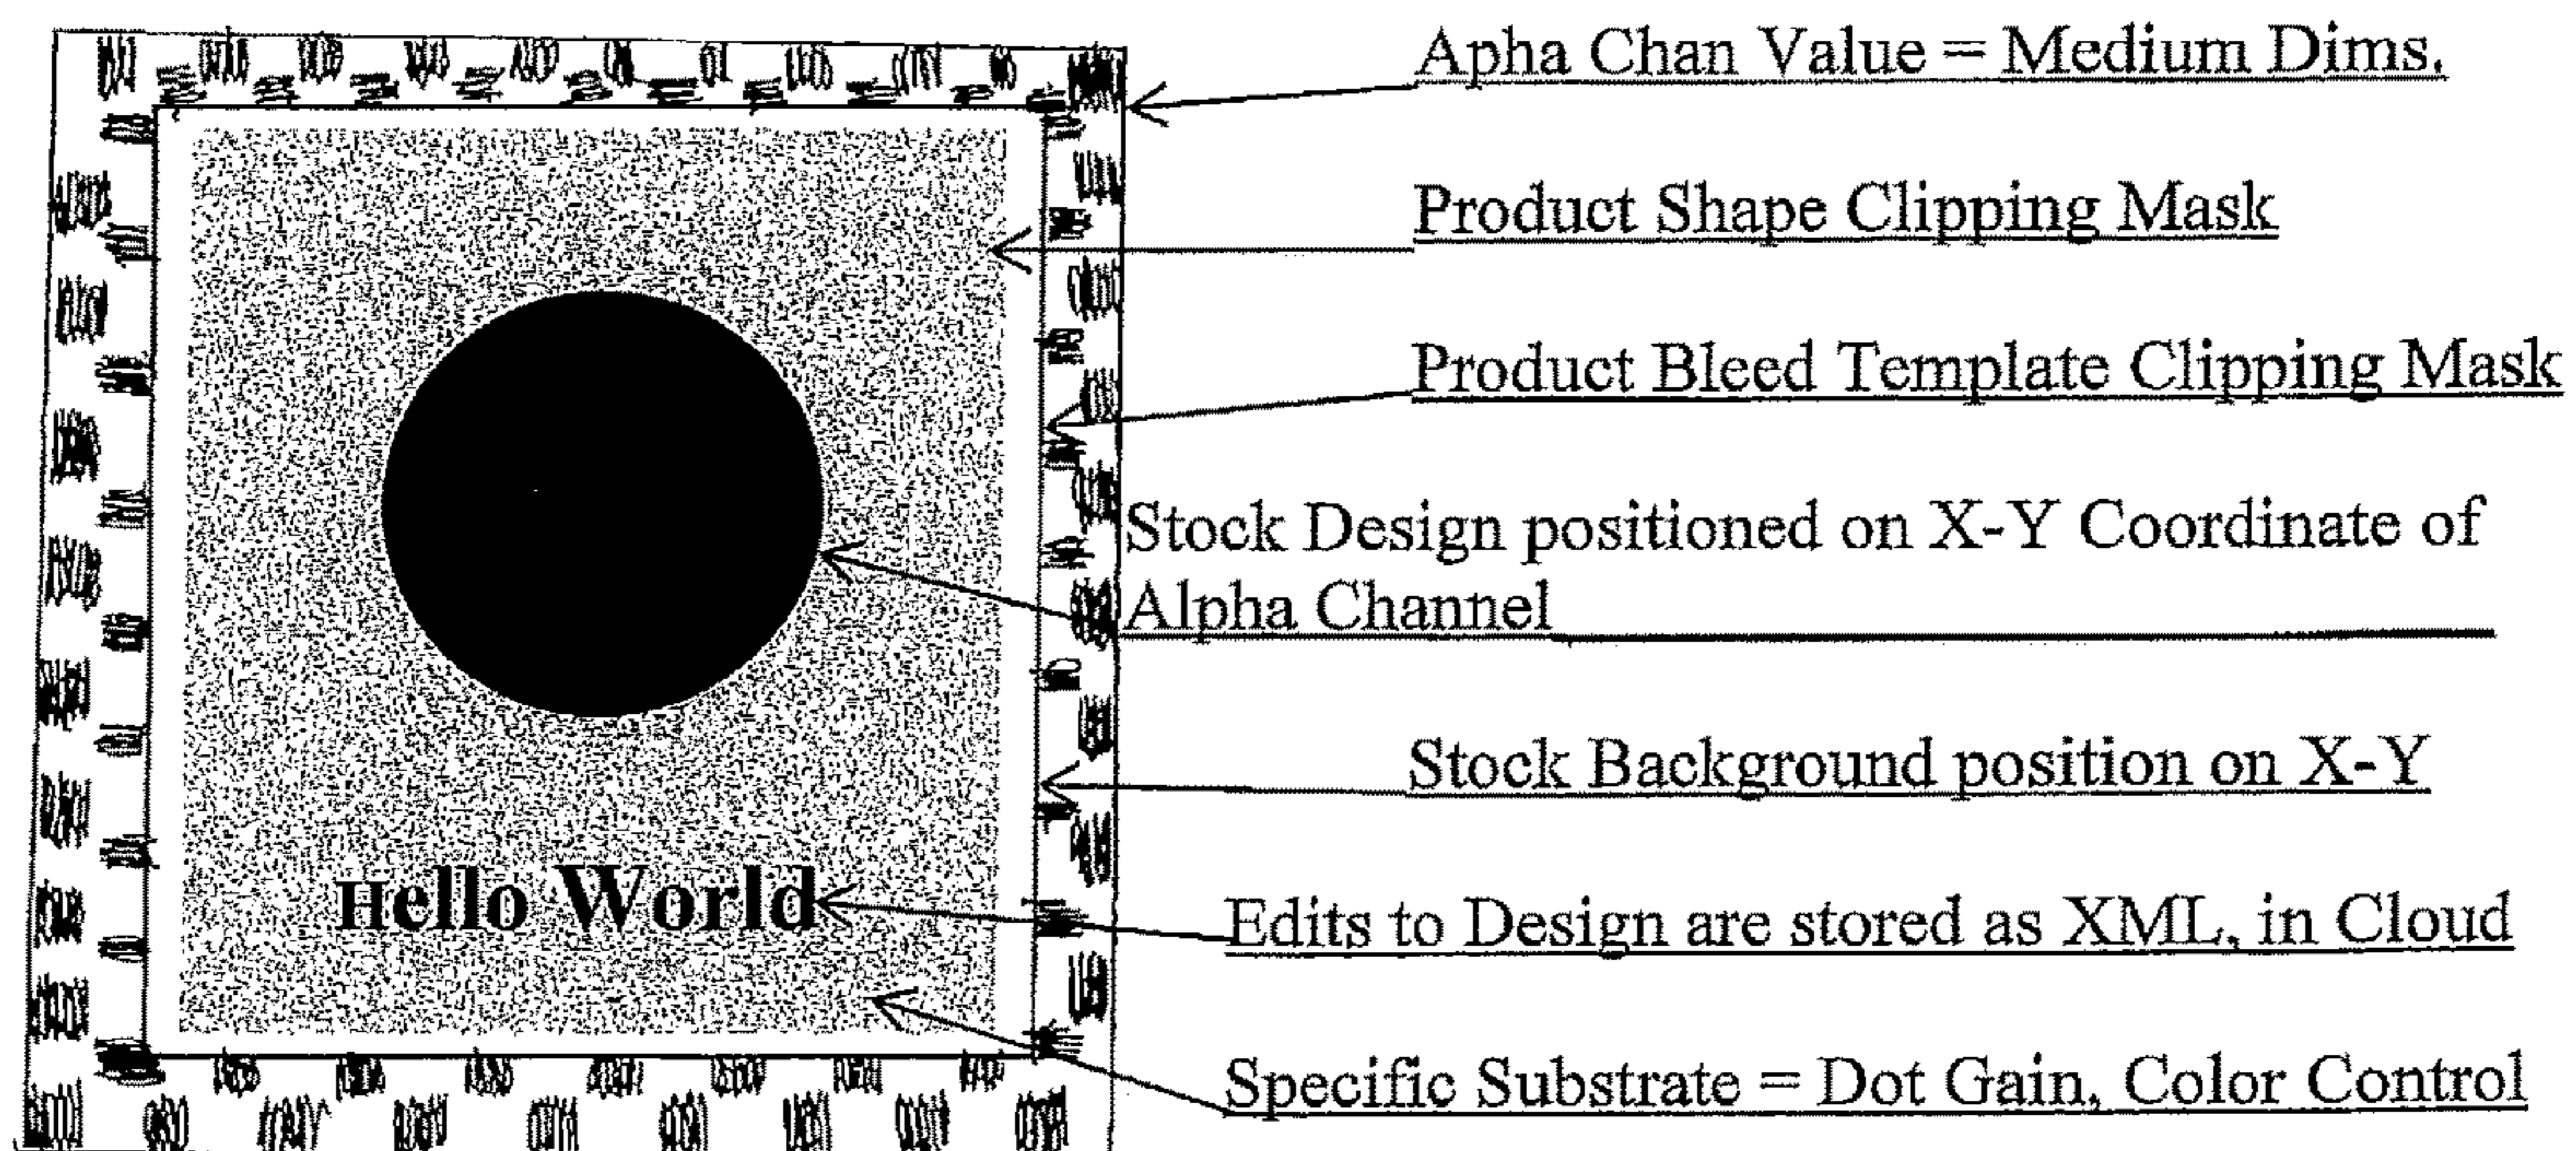 Apha Chan Value = Medium Dims.
Product Shape Clipping Mask
Product Bleed Template Clipping Mask
Stock Design positioned on X-Y Coordinate of
Alpha Channel
Stock Background position on X-Y
Hello World
Edits to Design are stored as XML, in Cloud
Specific Substrate = Dot Gain, Color Control